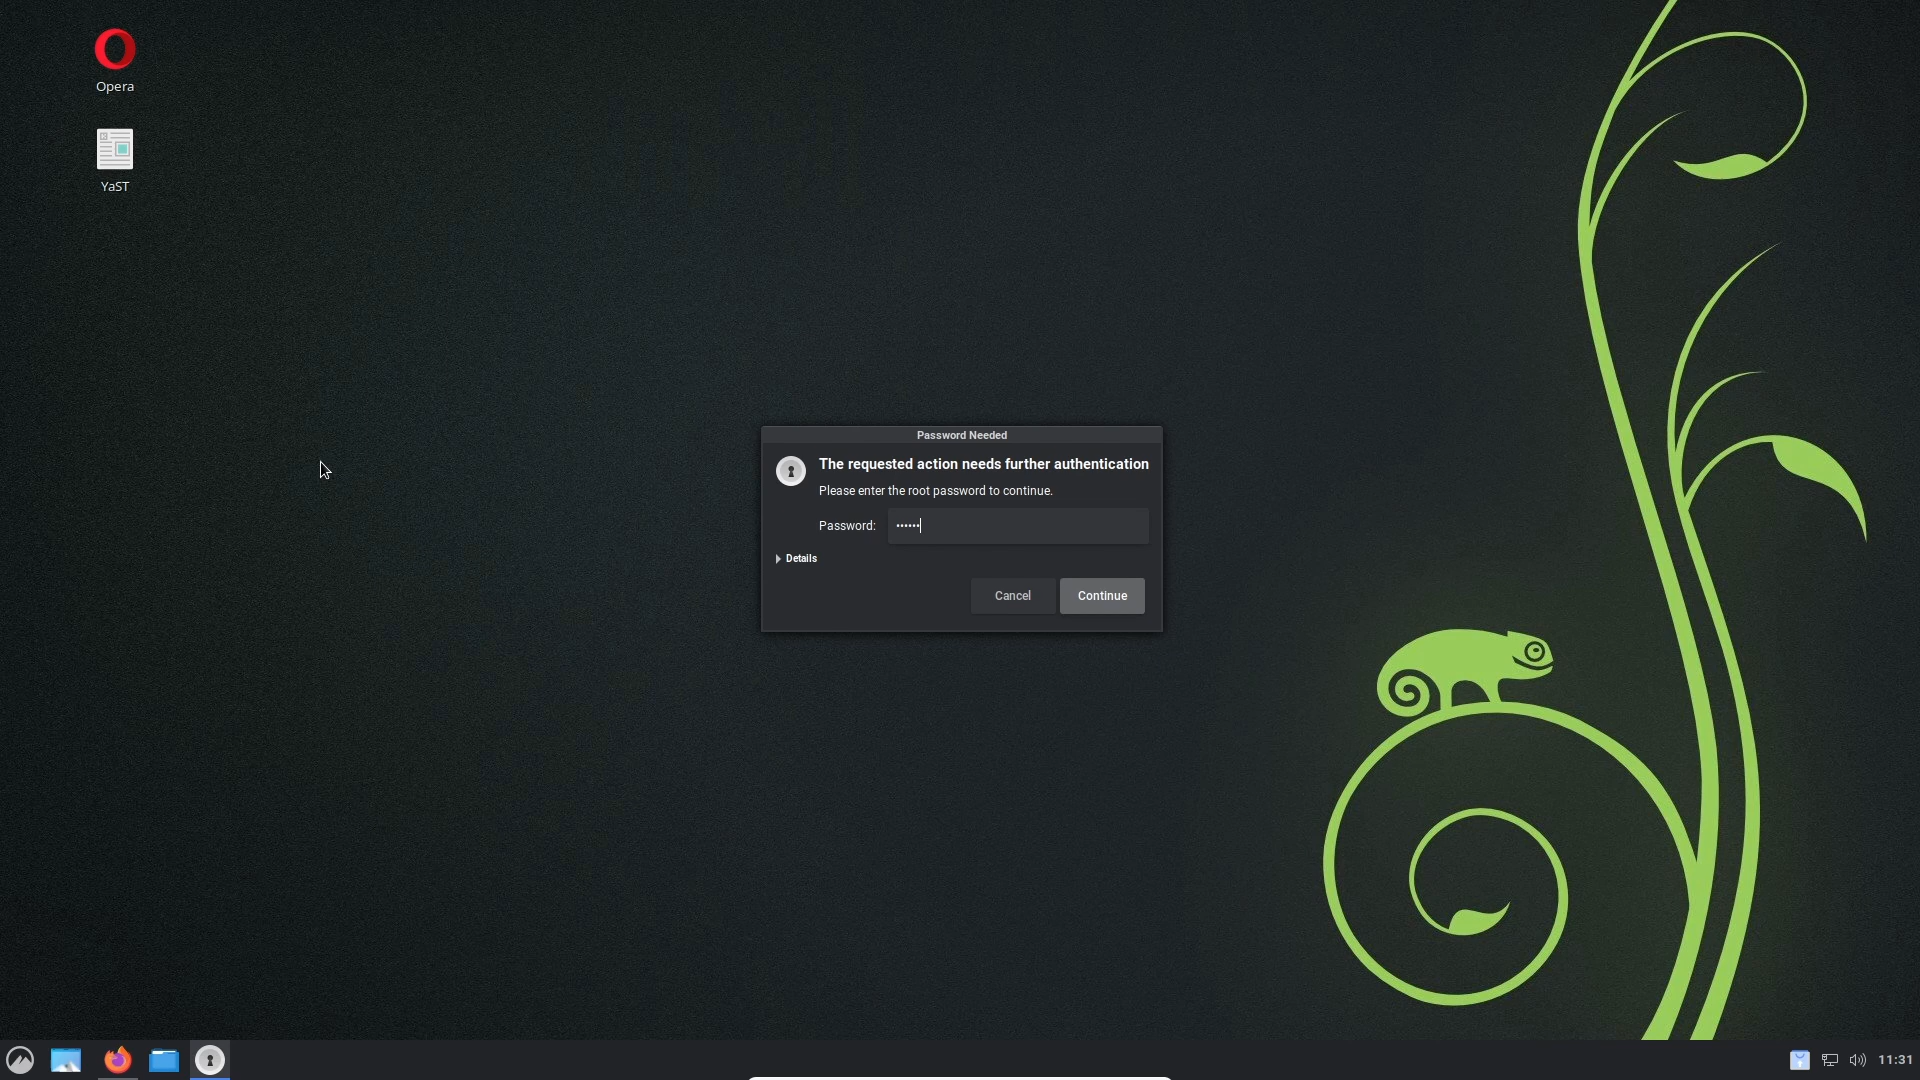 Opera
YaST
Password Needed
The requested action needs further authentication
Please enter the root password to continue.
Password: ••••••
Details
Cancel Continue
11:31